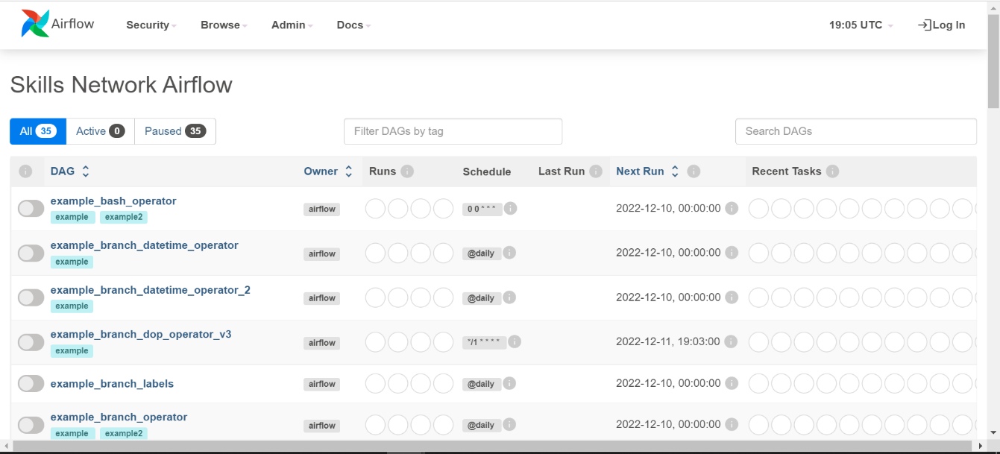 Airflow Security Browse Admin Docs 19:05 UTC Log In
Skills Network Airflow
All 35 Active 0 Paused 35 Filter DAGs by tag Search DAGs
i DAG Owner Runs i Schedule Last Run i Next Run i Recent Tasks i
example_bash_operator
airflow 0 0 * * * i 2022-12-10, 00:00:00 i
example example2
example_branch_datetime_operator
airflow @daily i 2022-12-10, 00:00:00 i
example
example_branch_datetime_operator_2
airflow @daily i 2022-12-10, 00:00:00 i
example
example_branch_dop_operator_v3
airflow */1 * * * * i 2022-12-11, 19:03:00 i
example
example_branch_labels airflow @daily i 2022-12-10, 00:00:00 i
example_branch_operator
airflow @daily i 2022-12-10, 00:00:00 i
example example2